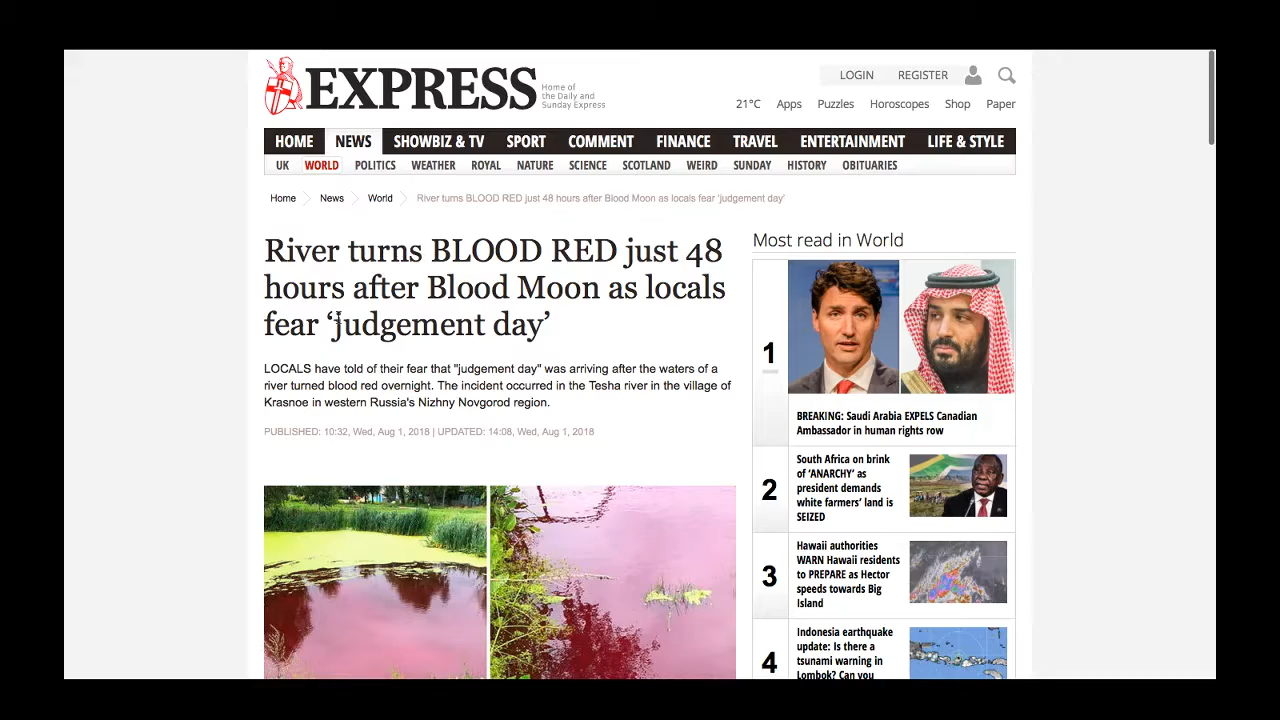 EXPRESS
Home of
the Daily and
Sunday Express
LOGIN REGISTER
21°C Apps Puzzles Horoscopes Shop Paper
HOME NEWS SHOWBIZ & TV SPORT COMMENT FINANCE TRAVEL ENTERTAINMENT LIFE & STYLE
UK WORLD POLITICS WEATHER ROYAL NATURE SCIENCE SCOTLAND WEIRD SUNDAY HISTORY OBITUARIES
Home News World River turns BLOOD RED just 48 hours after Blood Moon as locals fear ‘judgement day’
River turns BLOOD RED just 48
hours after Blood Moon as locals
fear ‘judgement day’
LOCALS have told of their fear that "judgement day" was arriving after the waters of a
river turned blood red overnight. The incident occurred in the Tesha river in the village of
Krasnoe in western Russia's Nizhny Novgorod region.
PUBLISHED: 10:32, Wed, Aug 1, 2018 | UPDATED: 14:08, Wed, Aug 1, 2018
Most read in World
1
BREAKING: Saudi Arabia EXPELS Canadian
Ambassador in human rights row
2
South Africa on brink
of ‘ANARCHY’ as
president demands
white farmers’ land is
SEIZED
3
Hawaii authorities
WARN Hawaii residents
to PREPARE as Hector
speeds towards Big
Island
4
Indonesia earthquake
update: Is there a
tsunami warning in
Lombok? Can you